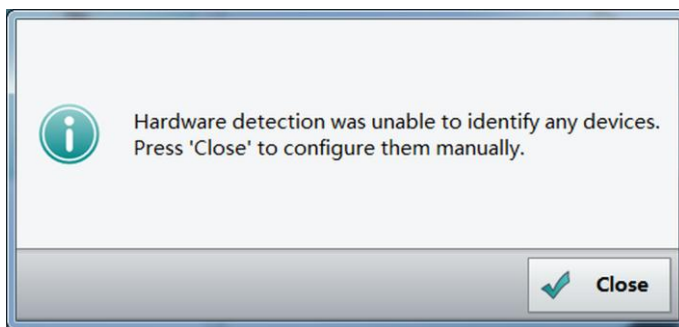 Hardware detection was unable to identify any devices.
Press 'Close' to configure them manually.
Close